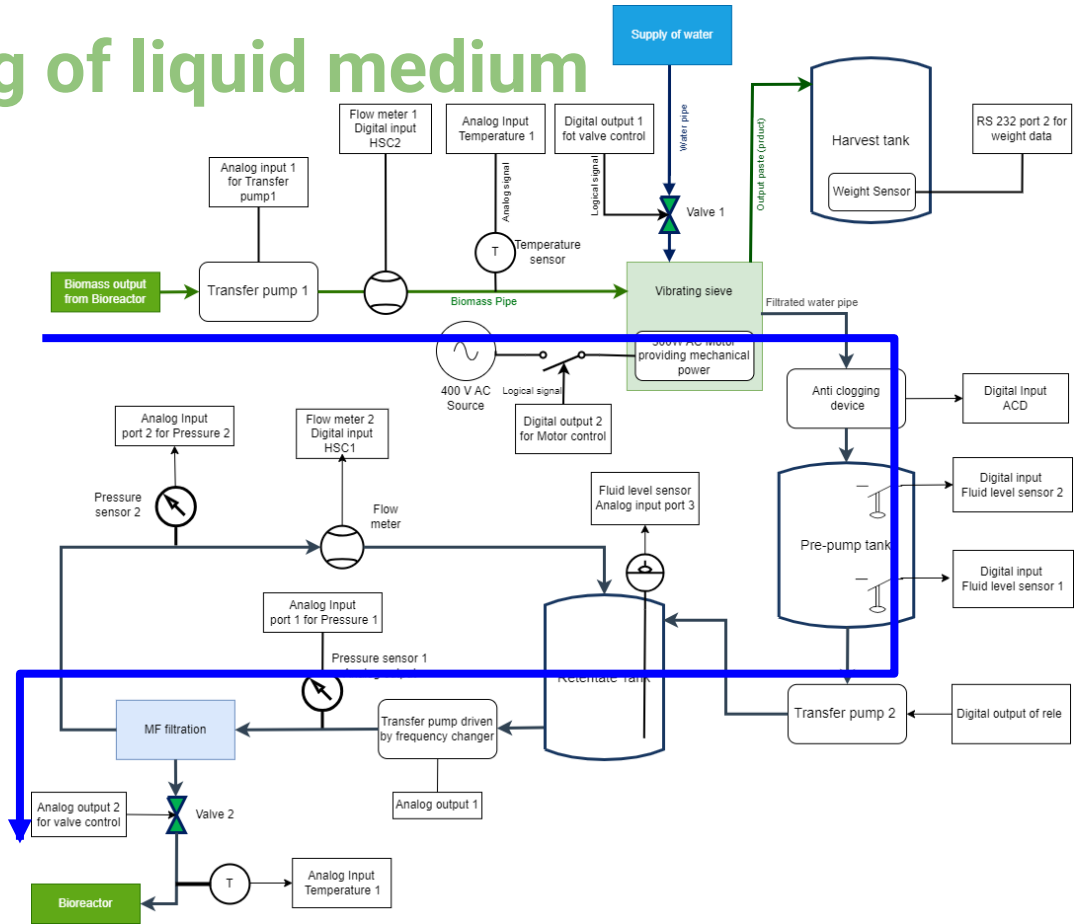 g of liquid medium
Supply of water
Water pipe
Flow meter 1
Digital input
HSC2
Analog Input
Temperature 1
Digital output 1
fot valve control
Analog signal
Logical signal
Output paste (prduct)
Harvest tank
Weight Sensor
RS 232 port 2 for
weight data
Analog input 1
for Transfer
pump1
Valve 1
T
Temperature
sensor
Biomass output
from Bioreactor
Transfer pump 1
Biomass Pipe
Vibrating sieve
Filtrated water pipe
500W AC Motor
providing mechanical
power
400 V AC
Source
Logical signal
Digital output 2
for Motor control
Anti clogging
device
Digital Input
ACD
Analog Input
port 2 for Pressure 2
Flow meter 2
Digital input
HSC1
Pressure
sensor 2
Flow
meter
Fluid level sensor
Analog input port 3
Digital input
Fluid level sensor 2
Pre-pump tank
Digital input
Fluid level sensor 1
Analog Input
port 1 for Pressure 1
Pressure sensor 1
Retentate Tank
MF filtration
Transfer pump driven
by frequency changer
Transfer pump 2
Digital output of rele
Analog output 1
Analog output 2
for valve control
Valve 2
T
Analog Input
Temperature 1
Bioreactor